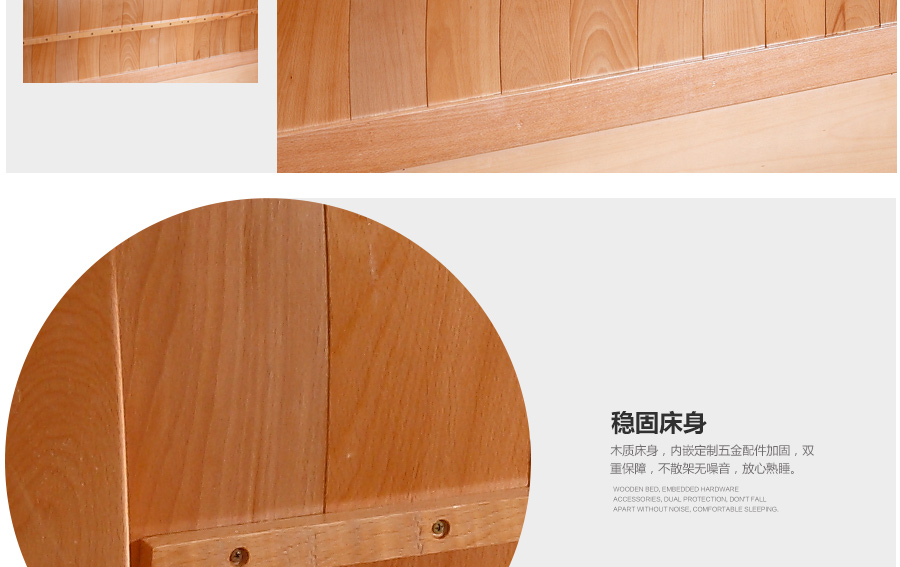 稳固床身
木质床身，内嵌定制五金配件加固，双
重保障，不散架无噪音，放心熟睡。
WOODEN BED, EMBEDDED HARDWARE
ACCESSORIES, DUAL PROTECTION, DON'T FALL
APART WITHOUT NOISE, COMFORTABLE SLEEPING.